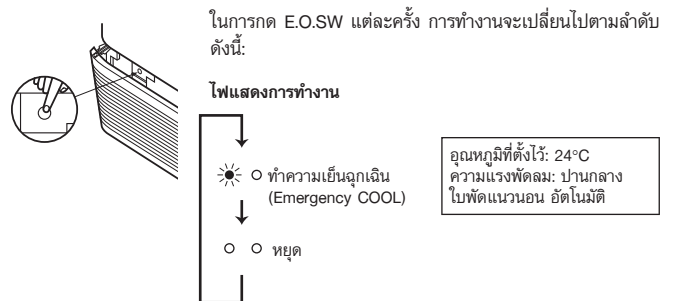 ในการกด E.O.SW แต่ละครั้ง การทำงานจะเปลี่ยนไปตามลำดับ
ดังนี้:
ไฟแสดงการทำงาน
ทำความเย็นฉุกเฉิน
(Emergency COOL)
หยุด
อุณหภูมิที่ตั้งไว้: 24°C
ความแรงพัดลม: ปานกลาง
ใบพัดแนวนอน อัตโนมัติ